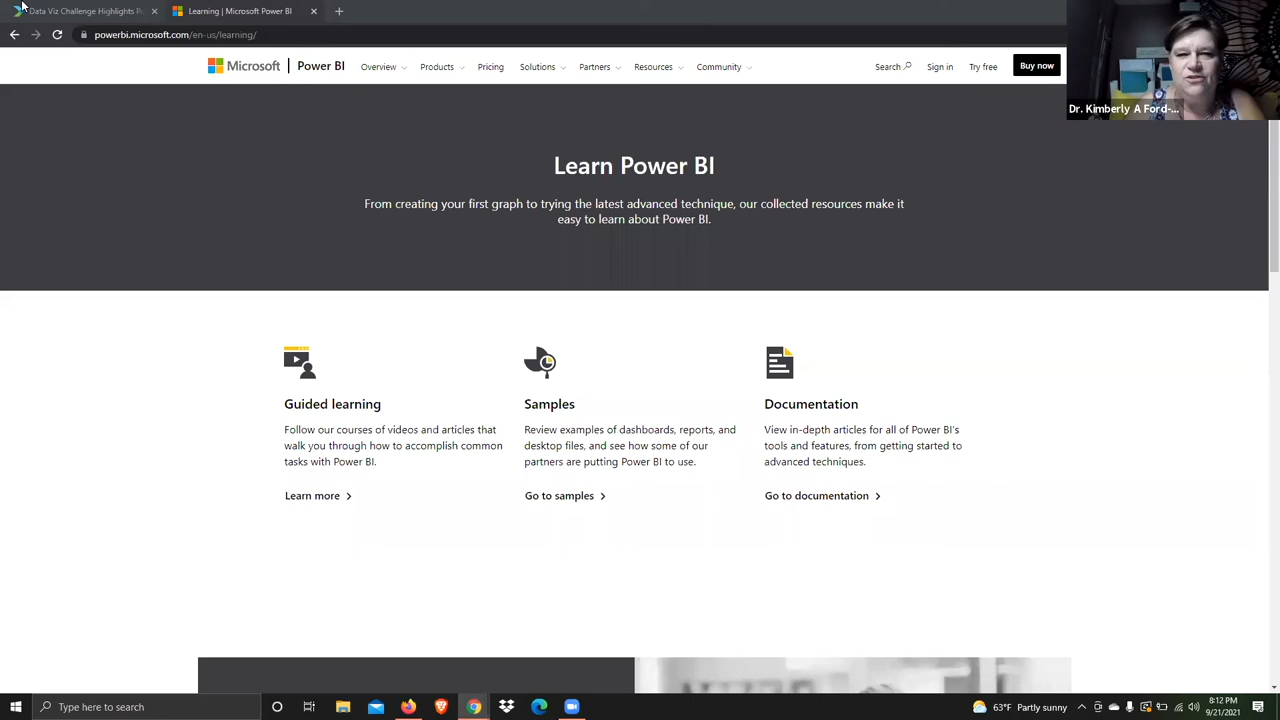 Data Viz Challenge Highlights Po
Learning | Microsoft Power BI
powerbi.microsoft.com/en-us/learning/
Microsoft
Power BI
Overview
Products
Pricing
Solutions
Partners
Resources
Community
Search
Sign in
Try free
Buy now
Dr. Kimberly A Ford-...
Learn Power BI
From creating your first graph to trying the latest advanced technique, our collected resources make it
easy to learn about Power BI.
Guided learning
Follow our courses of videos and articles that
walk you through how to accomplish common
tasks with Power BI.
Learn more
Samples
Review examples of dashboards, reports, and
desktop files, and see how some of our
partners are putting Power BI to use.
Go to samples
Documentation
View in-depth articles for all of Power BI's
tools and features, from getting started to
advanced techniques.
Go to documentation
Type here to search
63°F Partly sunny
8:12 PM
9/21/2021